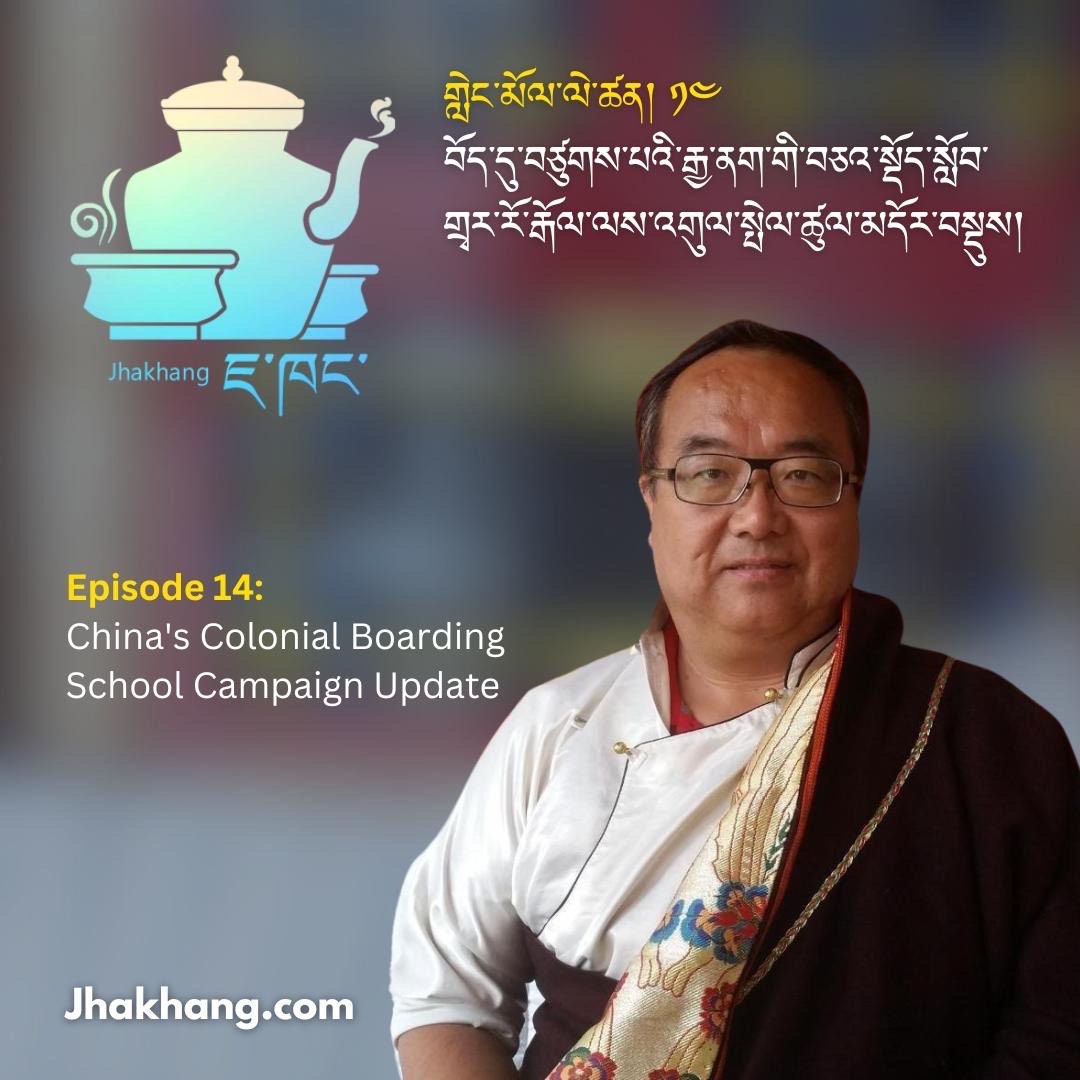 གླེང་མོལ་ལེ་ཚན། ༡༤
བོད་དུ་བཙུགས་པའི་རྒྱ་ནག་གི་བཅའ་སྡོད་སློབ་
གྲྭར་ངོ་རྒོལ་ལས་འགུལ་སྤེལ་ཚུལ་མདོར་བསྡུས།
Jhakhang ཇ་ཁང་
Episode 14:
China's Colonial Boarding
School Campaign Update
Jhakhang.com